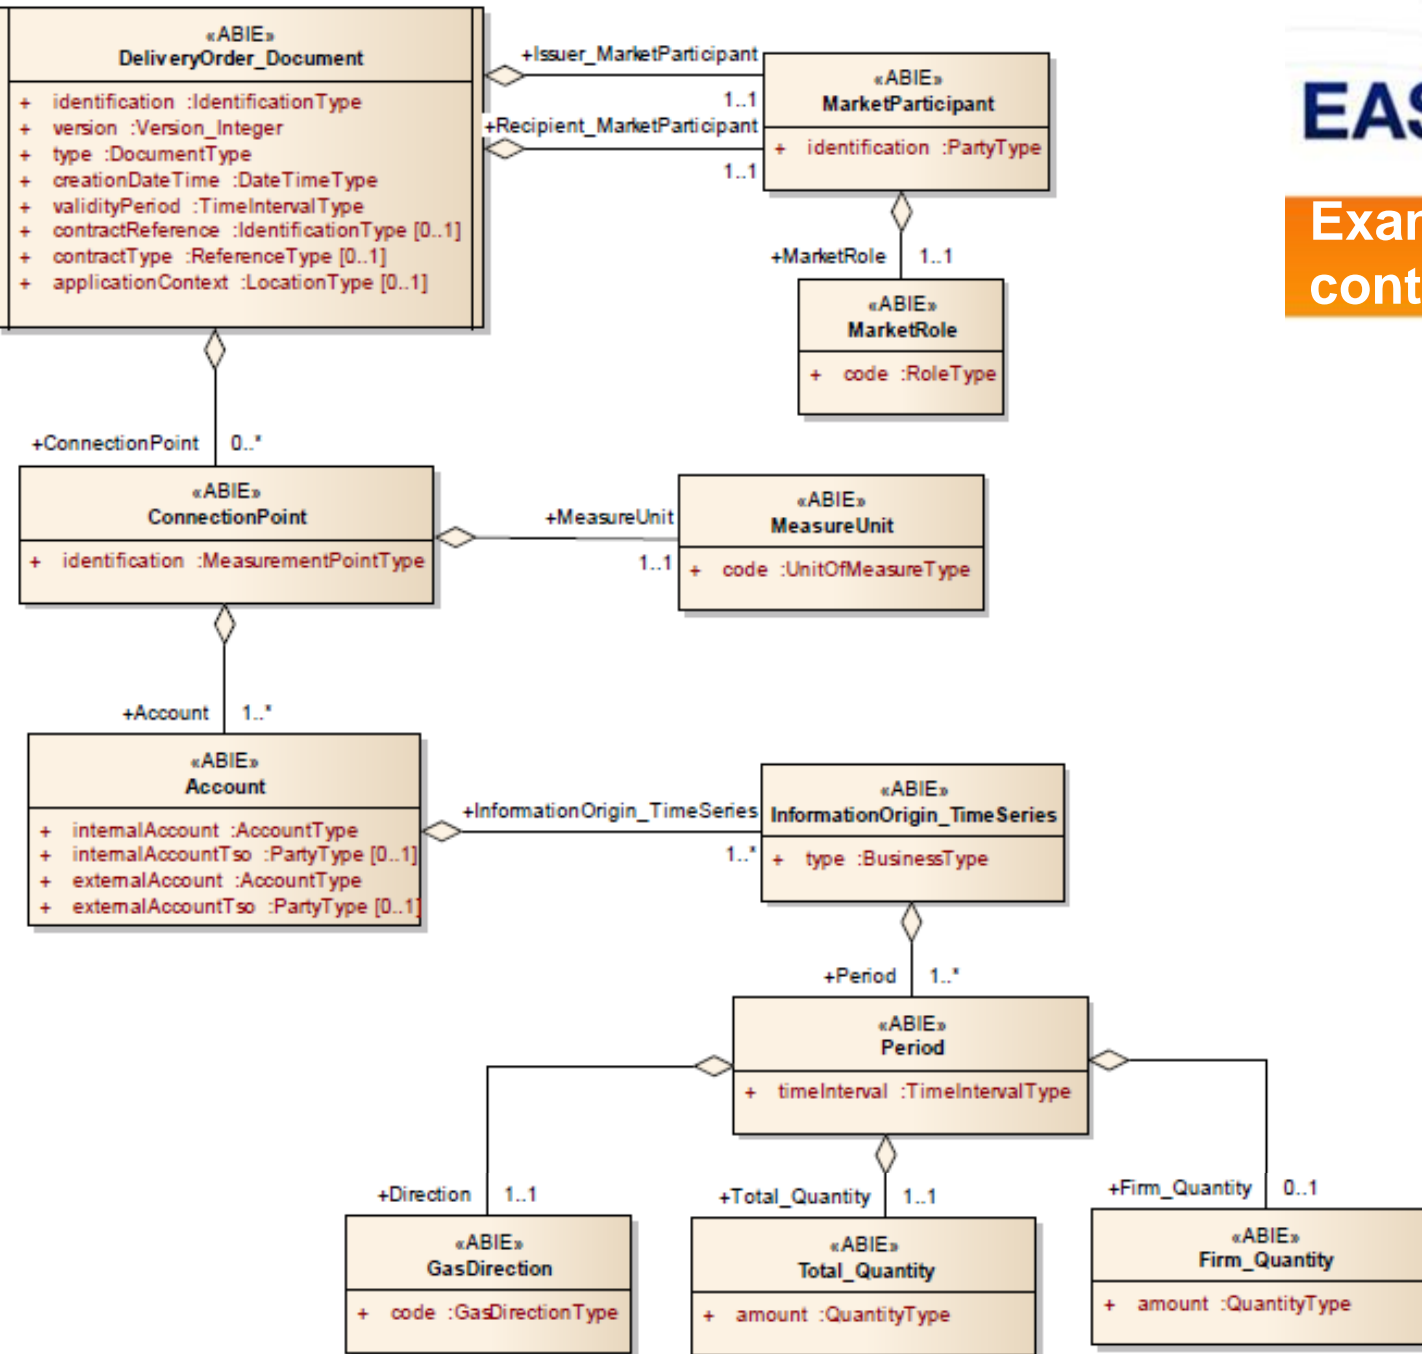 «ABIE»
DeliveryOrder_Document
+ identification :IdentificationType
+ version :Version_Integer
+ type :DocumentType
+ creationDateTime :DateTimeType
+ validityPeriod :TimeIntervalType
+ contractReference :IdentificationType [0..1]
+ contractType :ReferenceType [0..1]
+ applicationContext :LocationType [0..1]
+Issuer_MarketParticipant
1..1
+Recipient_MarketParticipant
1..1
«ABIE»
MarketParticipant
+ identification :PartyType
EAS
Exar
cont
+MarketRole 1..1
«ABIE»
MarketRole
+ code :RoleType
+ConnectionPoint 0..*
«ABIE»
ConnectionPoint
+ identification :MeasurementPointType
+MeasureUnit
1..1
«ABIE»
MeasureUnit
+ code :UnitOfMeasureType
+Account 1..*
«ABIE»
Account
+ internalAccount :AccountType
+ internalAccountTso :PartyType [0..1]
+ externalAccount :AccountType
+ externalAccountTso :PartyType [0..1]
+InformationOrigin_TimeSeries
1..*
«ABIE»
InformationOrigin_TimeSeries
+ type :BusinessType
+Period 1..*
«ABIE»
Period
+ timeInterval :TimeIntervalType
+Direction 1..1
«ABIE»
GasDirection
+ code :GasDirectionType
+Total_Quantity 1..1
«ABIE»
Total_Quantity
+ amount :QuantityType
+Firm_Quantity 0..1
«ABIE»
Firm_Quantity
+ amount :QuantityType